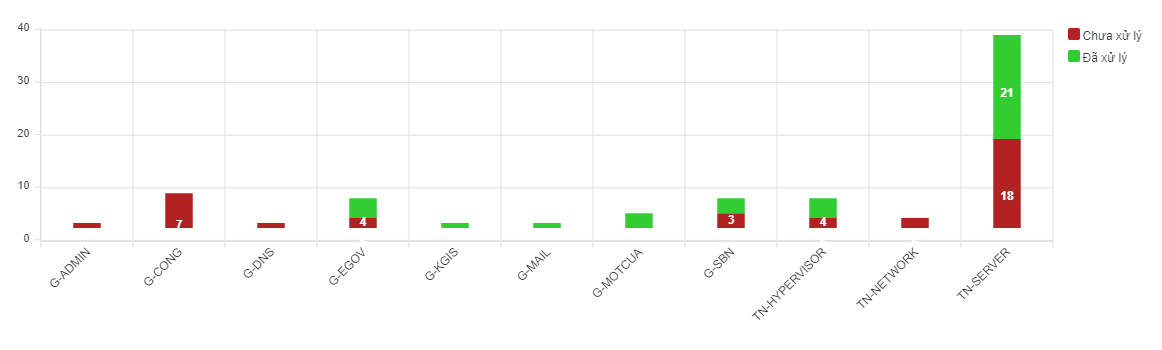 40
30
20
10
0
21
18
7
4
3
4
G-ADMIN
G-CONG
G-DNS
G-EGOV
G-KGIS
G-MAIL
G-MOTCUA
G-SBN
TN-HYPERVISOR
TN-NETWORK
TN-SERVER
Chưa xử lý
Đã xử lý